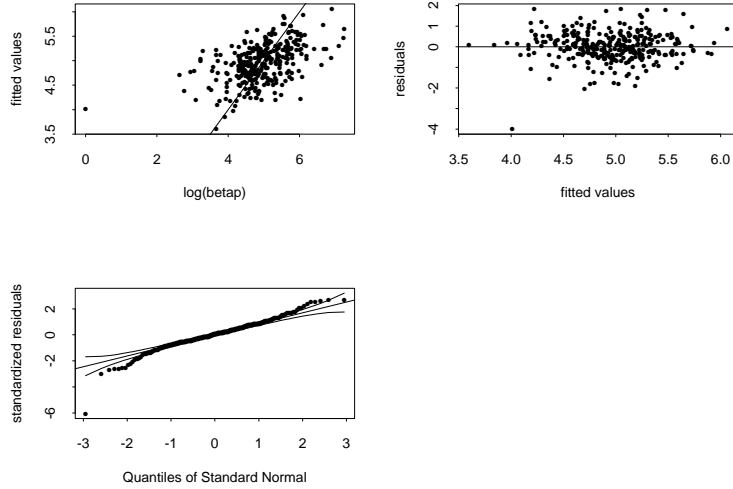 fitted values
3.5 4.5 5.5
0 2 4 6
log(betap)
residuals
-4 -2 0 2
3.5 4.0 4.5 5.0 5.5 6.0
fitted values
standardized residuals
-6 -2 0 2
-3 -2 -1 0 1 2 3
Quantiles of Standard Normal